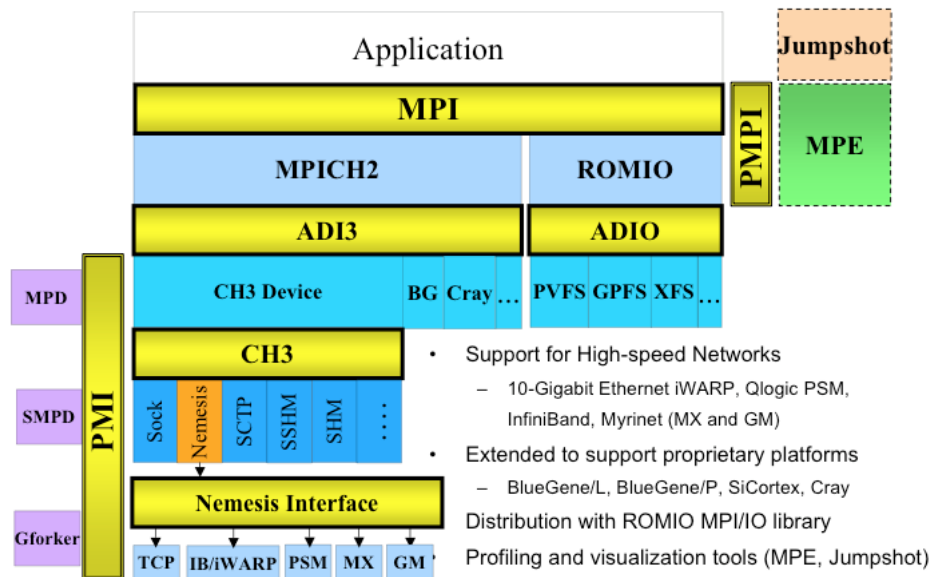 Application
Jumpshot
MPI
PMPI
MPE
MPICH2
ROMIO
ADI3
ADIO
MPD
PMI
CH3 Device
BG
Cray
...
PVFS
GPFS
XFS
...
CH3
• Support for High-speed Networks
– 10-Gigabit Ethernet iWARP, Qlogic PSM,
InfiniBand, Myrinet (MX and GM)
SMPD
Sock
Nemesis
SCTP
SSHM
SHM
....
• Extended to support proprietary platforms
– BlueGene/L, BlueGene/P, SiCortex, Cray
Nemesis Interface
• Distribution with ROMIO MPI/IO library
Gforker
TCP
IB/iWARP
PSM
MX
GM
• Profiling and visualization tools (MPE, Jumpshot)